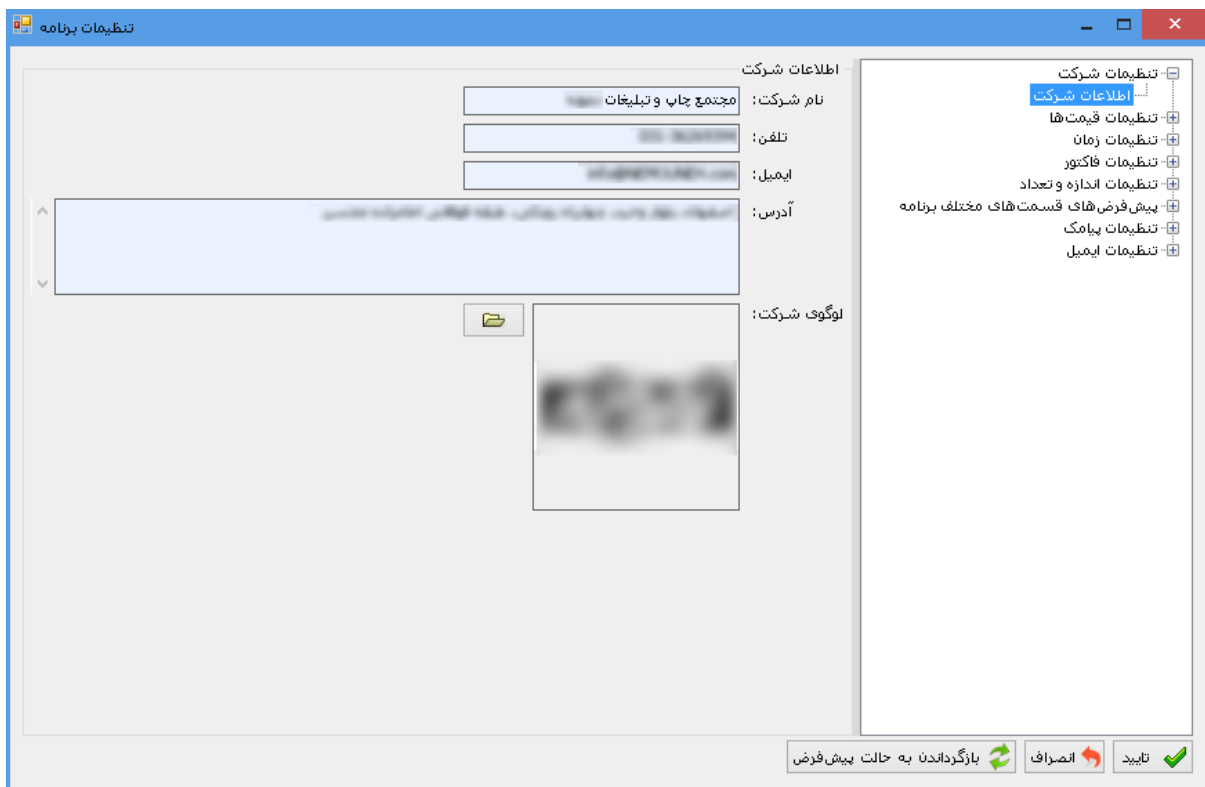 تنظیمات برنامه
تنظیمات شرکت
اطلاعات شرکت
تنظیمات قیمت‌ها
تنظیمات زمان
تنظیمات فاکتور
تنظیمات اندازه و تعداد
پیش‌فرض‌های قسمت‌های مختلف برنامه
تنظیمات پیامک
تنظیمات ایمیل
اطلاعات شرکت
نام شرکت: مجتمع چاپ و تبلیغات
تلفن:
ایمیل:
آدرس:
لوگوی شرکت:
تایید
انصراف
بازگرداندن به حالت پیش‌فرض